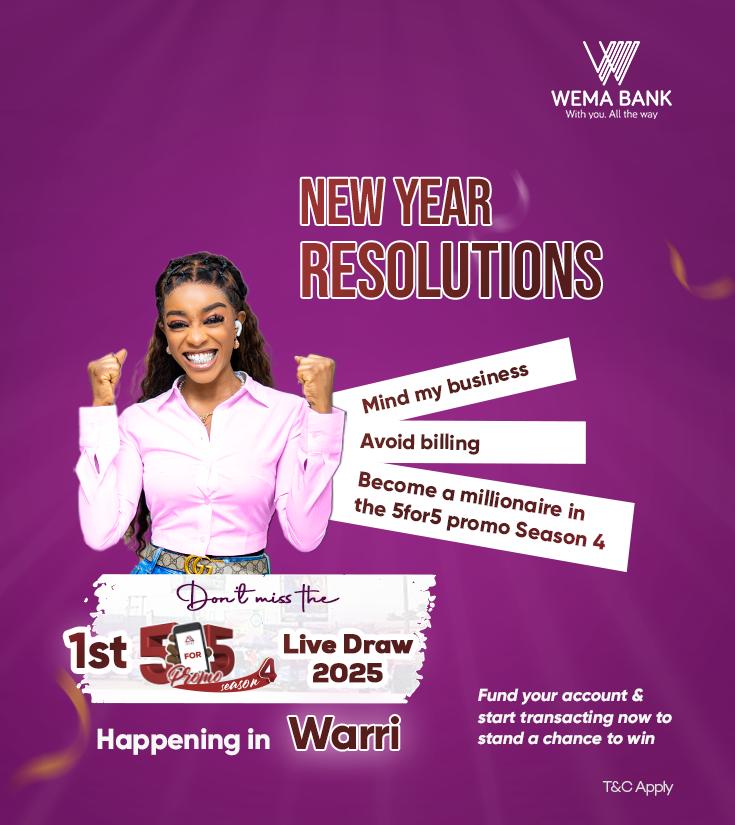 WEMA BANK
With you. All the way
NEW YEAR
RESOLUTIONS
Mind my business
Avoid billing
Become a millionaire in
the 5for5 promo Season 4
Don't miss the
1st 5 FOR 5 Promo season 4 Live Draw
2025
Happening in Warri
Fund your account &
start transacting now to
stand a chance to win
T&C Apply